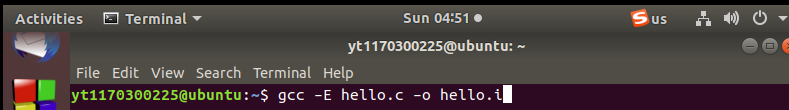 Activities Terminal Sun 04:51 S us
yt1170300225@ubuntu: ~
File Edit View Search Terminal Help
yt1170300225@ubuntu:~$ gcc -E hello.c -o hello.i